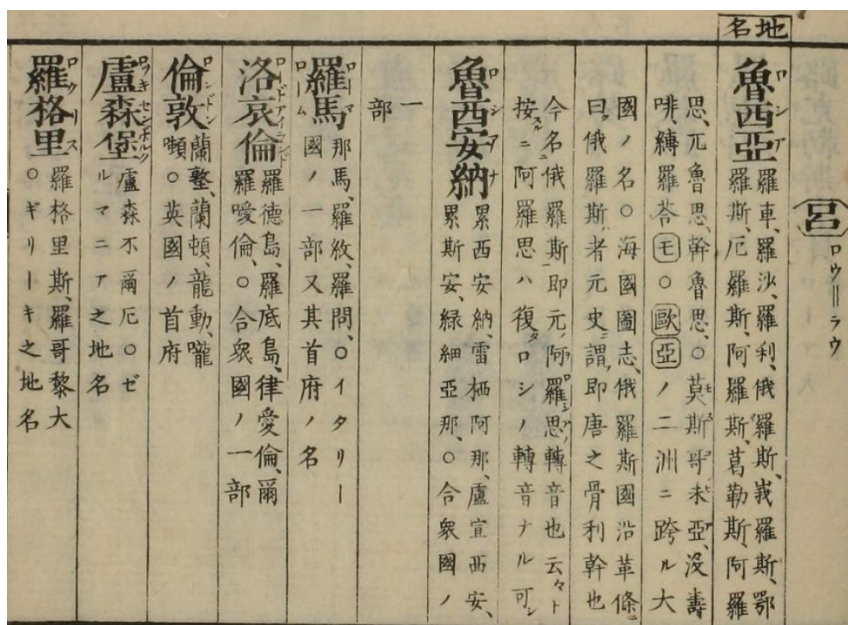 地名
呂
ロウ=ラウ
魯西亞
ロシア
羅車、羅沙、羅利、俄羅斯、峩羅斯、鄂
羅斯、厄羅斯、阿羅斯、葛勒斯、阿羅
思、兀魯思、斡魯思、○莫斯哥未亞、没壽
啡、縛羅荅モ○歐亞ノ二洲ニ跨ル大
國ノ名○海國圖志、俄羅斯國沿革條ニ
曰、俄羅斯者元史ニ謂、即唐之骨利幹也
今名俄羅斯即元ノ阿羅思ノ轉音也云々ト
按スルニ阿羅思ハ復タロシノ轉音ナル可シ
魯西安納
ロシアナ
累西安納、雷栖阿那、盧宜西安、
累斯安、緑細亞那、○合衆國ノ
一部
羅馬
ローマ
ローム
那馬、羅敘、羅問、○イタリー
國ノ一部又其首府ノ名
洛哀倫
ロードアイランド
羅德島、羅底島、律愛倫、爾
羅噯倫、○合衆國ノ一部
倫敦
ロンドン
蘭墪、蘭頓、龍動、嚨
㗣○英國ノ首府
盧森堡
ロッキセンボルク
盧森不爾厄○ゼ
ルマニア之地名
羅格里
ロクリース
羅格里斯、羅哥黎大
○ギリーキ之地名